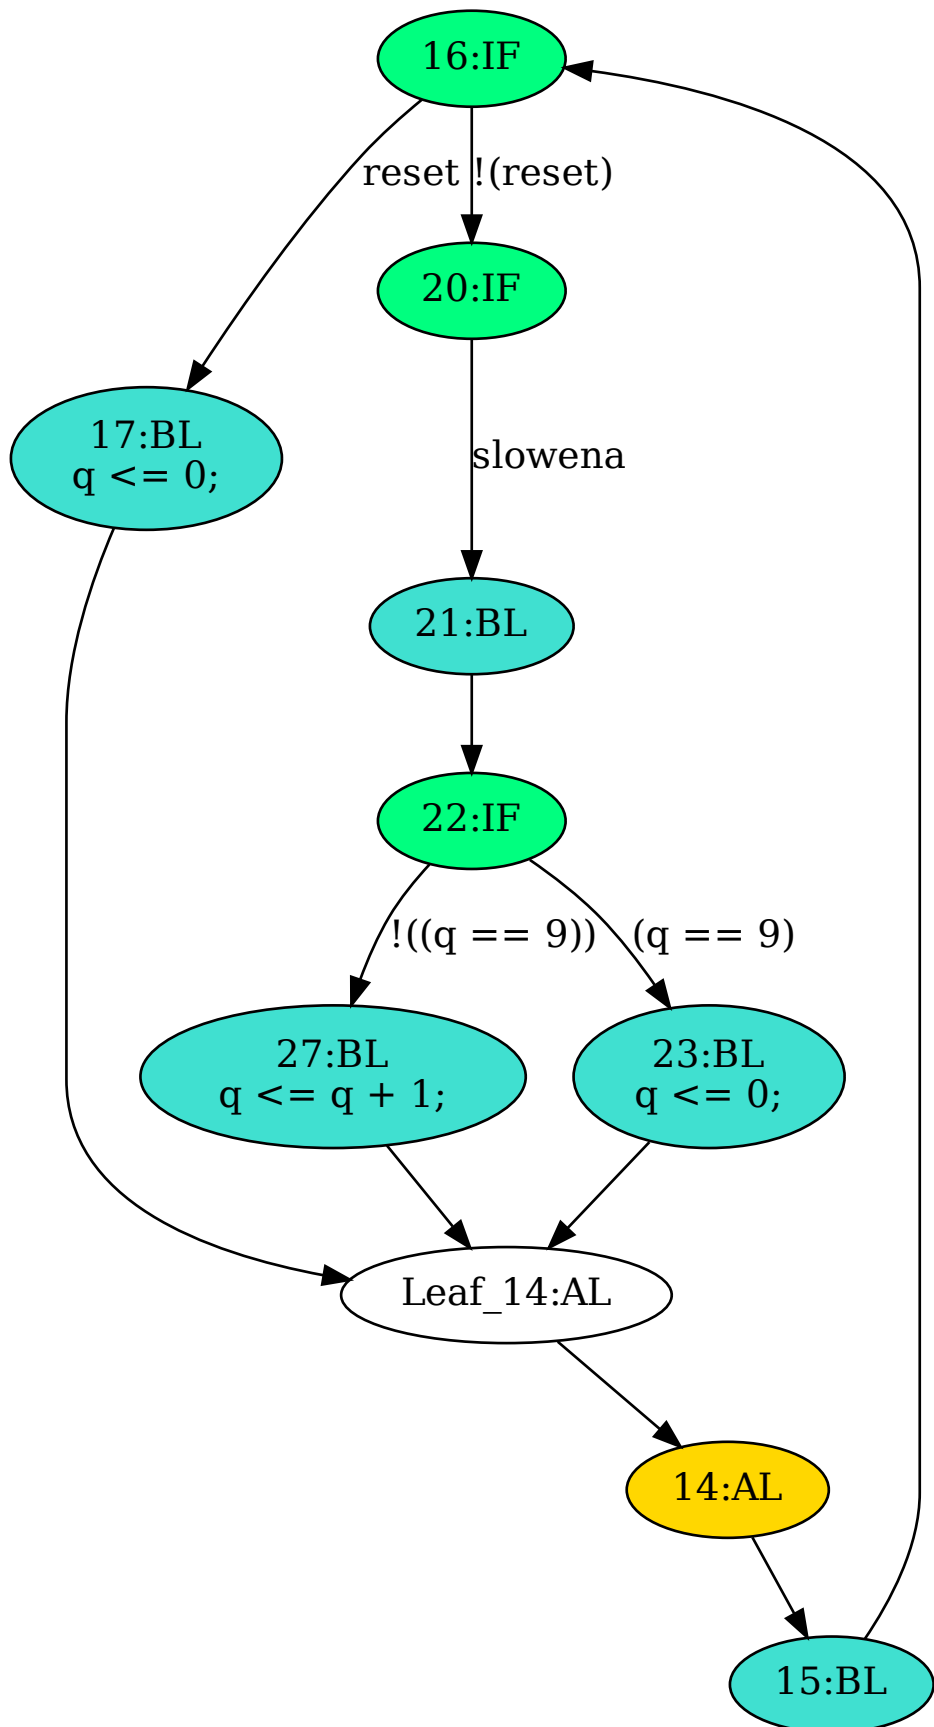 16:IF
reset
!(reset)
20:IF
17:BL
q <= 0;
slowena
21:BL
22:IF
!((q == 9))
(q == 9)
27:BL
q <= q + 1;
23:BL
q <= 0;
Leaf_14:AL
14:AL
15:BL